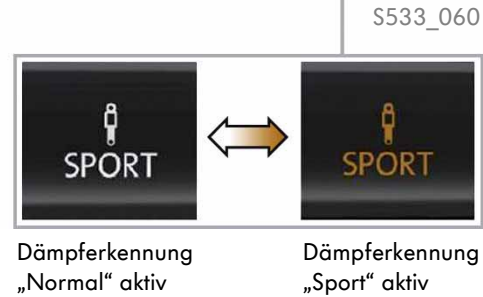 S533_060
SPORT
SPORT
Dämpferkennung
„Normal“ aktiv
Dämpferkennung
„Sport“ aktiv